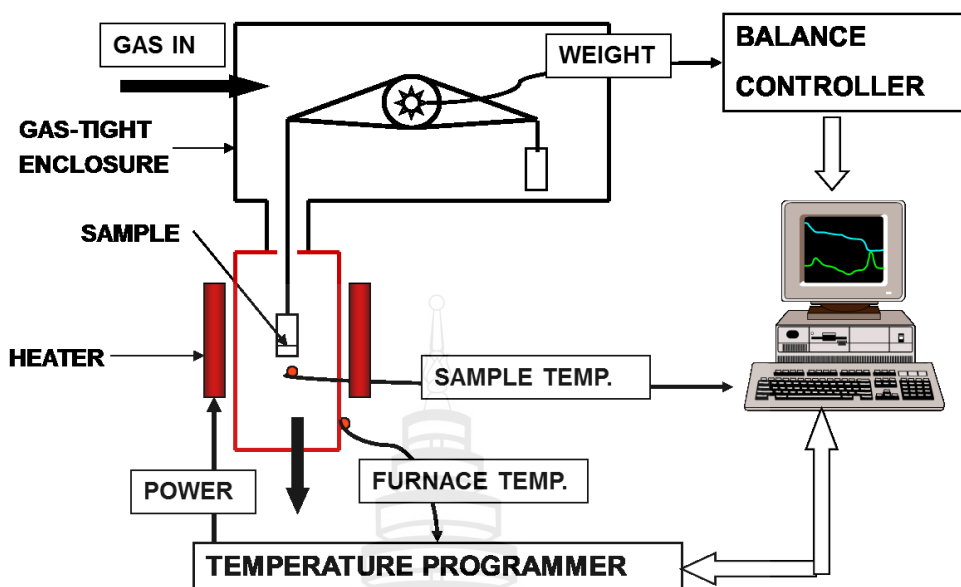 GAS IN
WEIGHT
BALANCE
CONTROLLER
GAS-TIGHT
ENCLOSURE
SAMPLE
HEATER
SAMPLE TEMP.
POWER
FURNACE TEMP.
TEMPERATURE PROGRAMMER